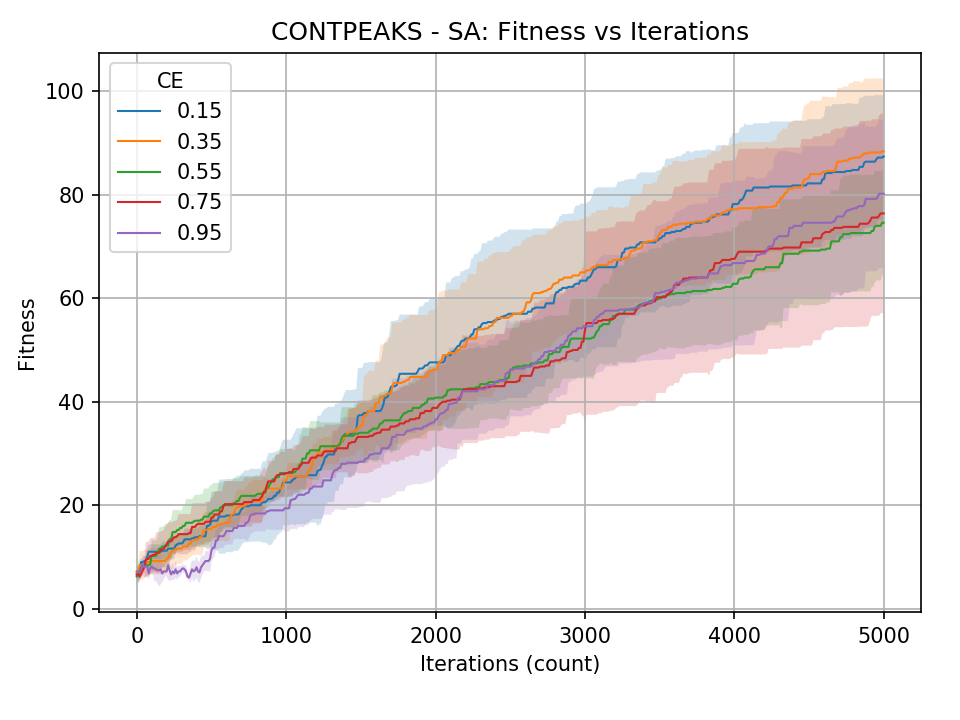 CONTPEAKS - SA: Fitness vs Iterations
CE
0.15
0.35
0.55
0.75
0.95
100
80
60
40
20
0
Fitness
0 1000 2000 3000 4000 5000
Iterations (count)